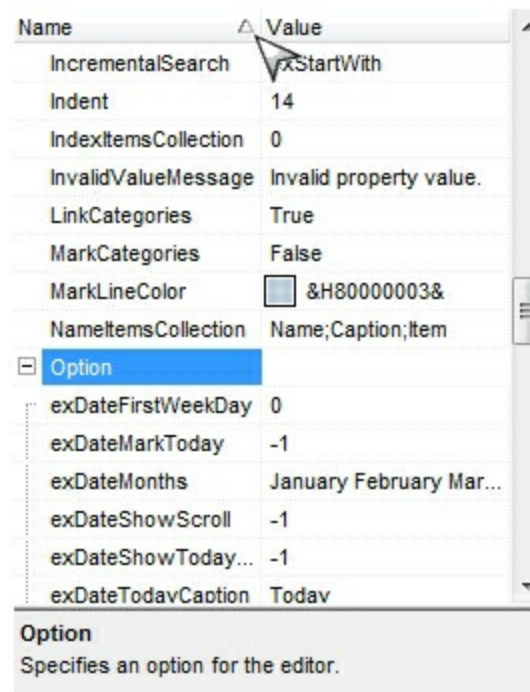 Name Value
IncrementalSearch xStartWith
Indent 14
IndexItemsCollection 0
InvalidValueMessage Invalid property value.
LinkCategories True
MarkCategories False
MarkLineColor &H80000003&
NameItemsCollection Name;Caption;Item
Option
exDateFirstWeekDay 0
exDateMarkToday -1
exDateMonths January February Mar...
exDateShowScroll -1
exDateShowToday... -1
exDateTodayCaption Today
Option
Specifies an option for the editor.